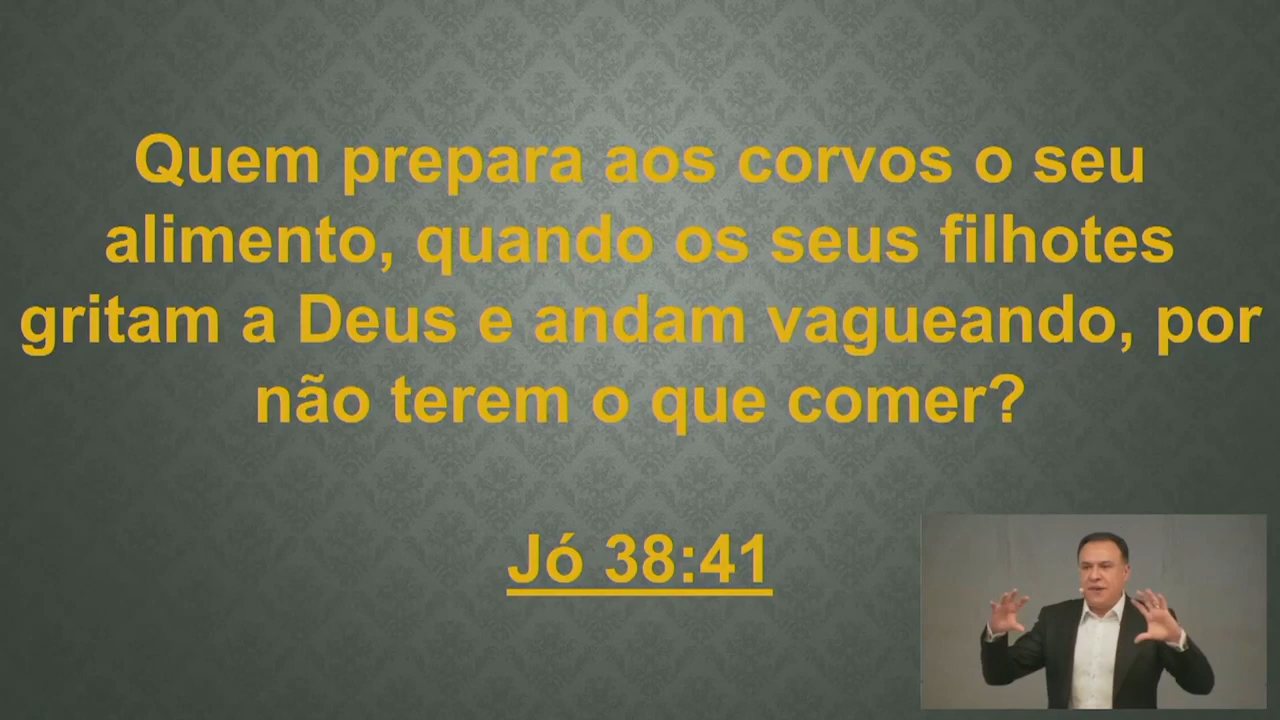 Quem prepara aos corvos o seu
alimento, quando os seus filhotes
gritam a Deus e andam vagueando, por
não terem o que comer?
Jó 38:41